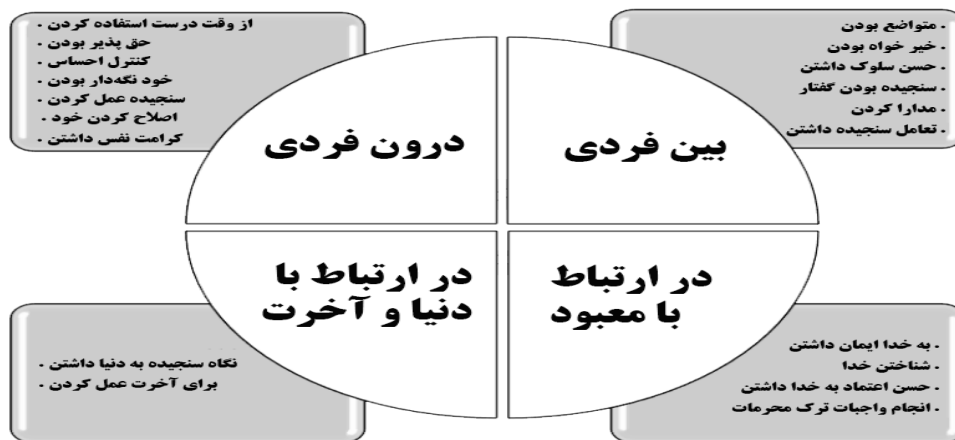 . متواضع بودن
. خیر خواه بودن
. حسن سلوک داشتن
. سنجیده بودن گفتار
. مدارا کردن
. تعامل سنجیده داشتن
از وقت درست استفاده کردن .
حق پذیر بودن .
کنترل احساس .
خود نگه‌دار بودن .
سنجیده عمل کردن .
اصلاح کردن خود .
کرامت نفس داشتن .
بین فردی
درون فردی
در ارتباط
با معبود
در ارتباط با
دنیا و آخرت
. به خدا ایمان داشتن
. شناختن خدا
. حسن اعتماد به خدا داشتن
. انجام واجبات ترک محرمات
نگاه سنجیده به دنیا داشتن .
برای آخرت عمل کردن .